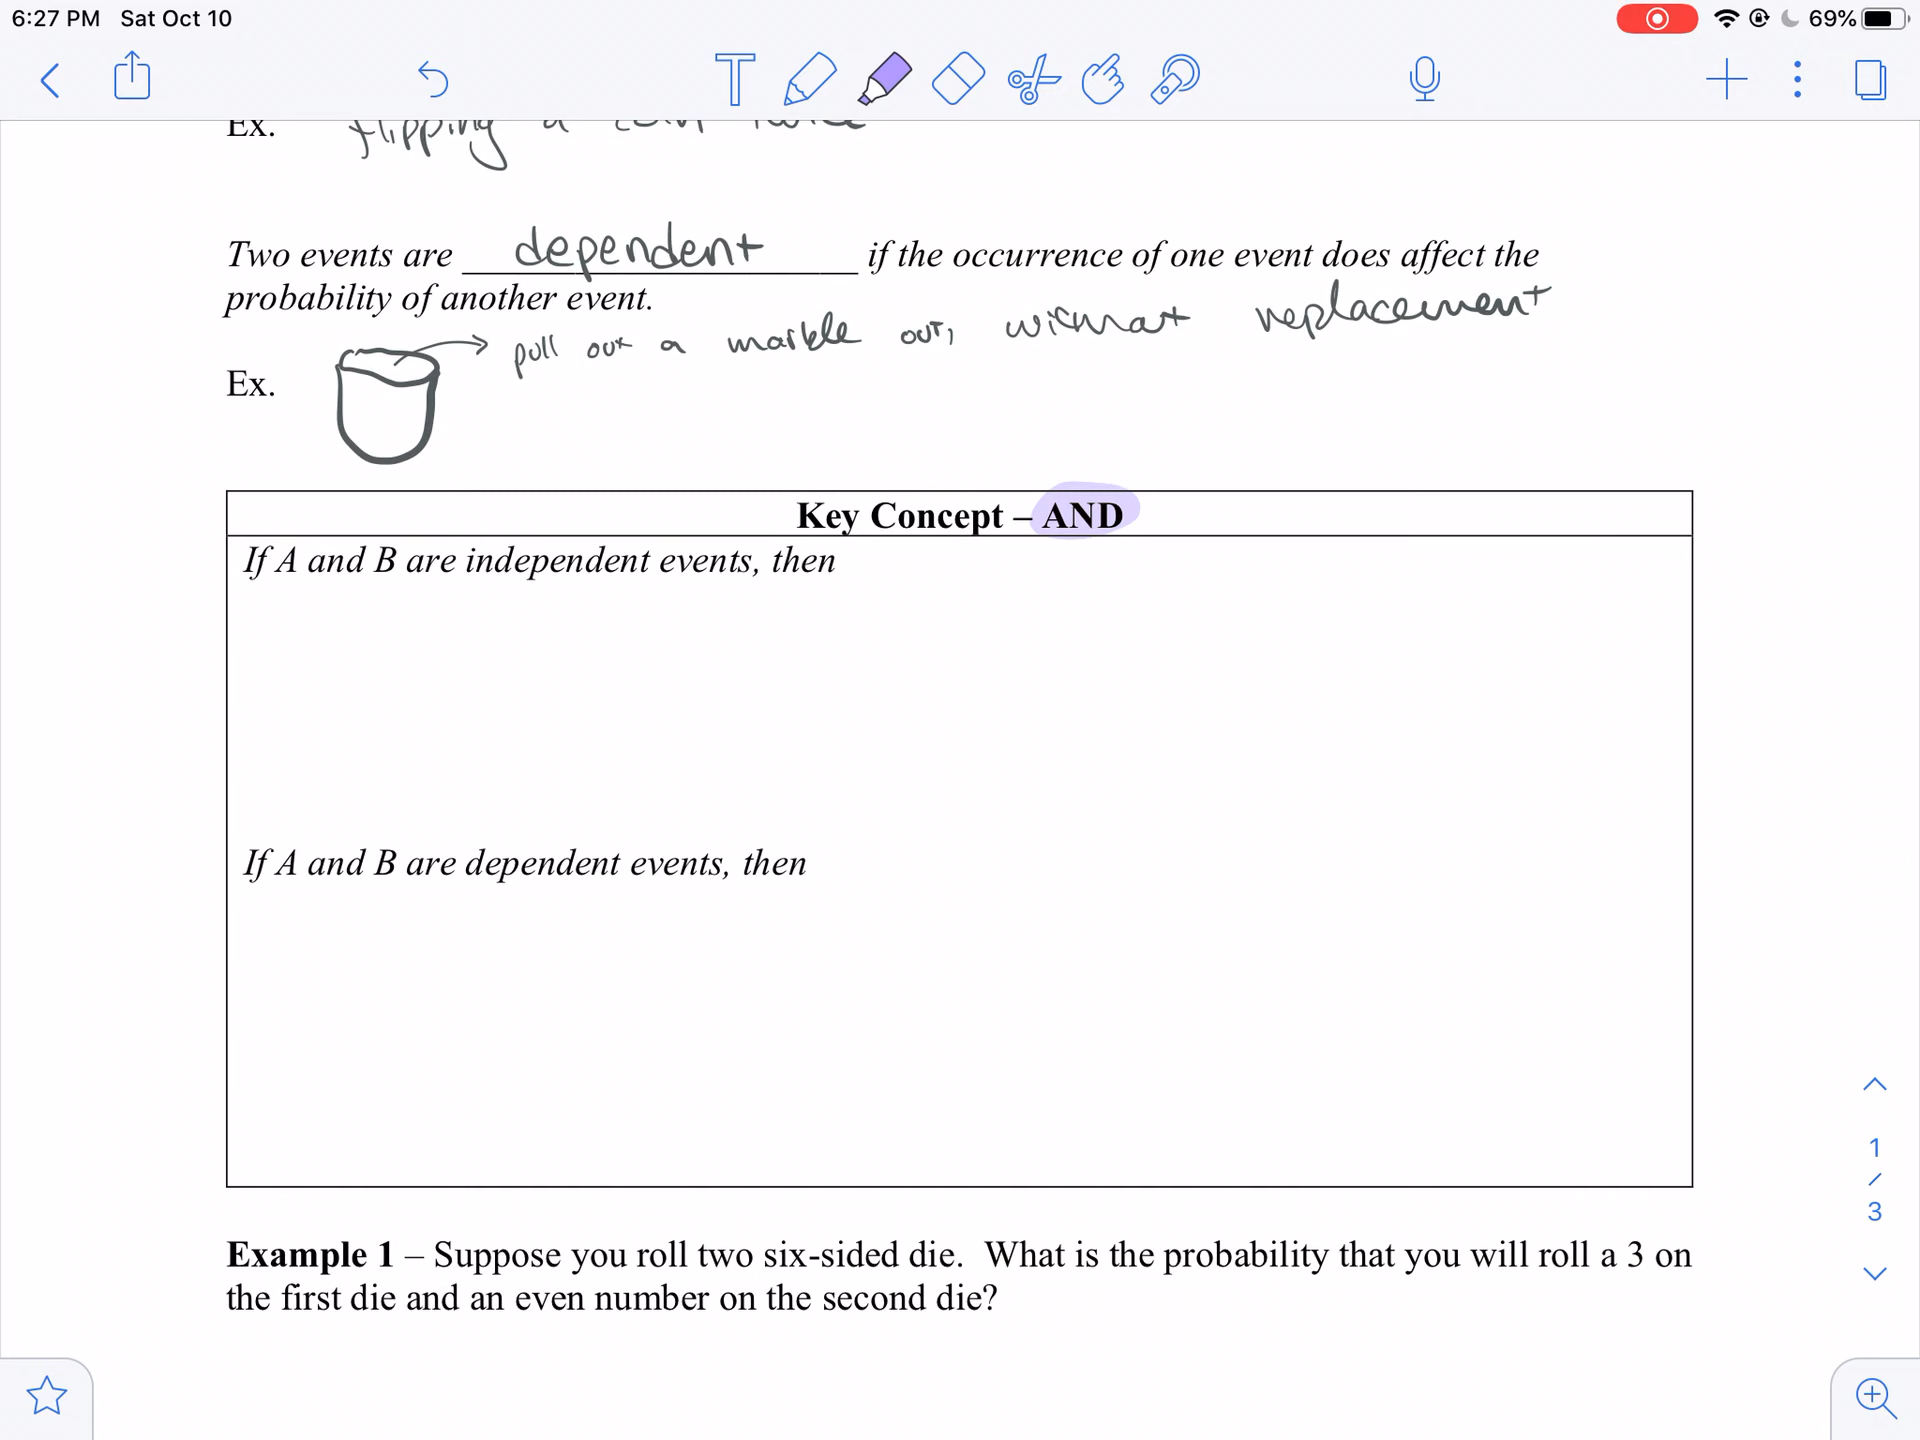 6:27 PM Sat Oct 10
69%
Ex. flipping a coin twice
Two events are dependent if the occurrence of one event does affect the
probability of another event.
pull out a marble out, without replacement
Ex.
Key Concept – AND
If A and B are independent events, then
If A and B are dependent events, then
1
/
3
Example 1 – Suppose you roll two six-sided die. What is the probability that you will roll a 3 on
the first die and an even number on the second die?